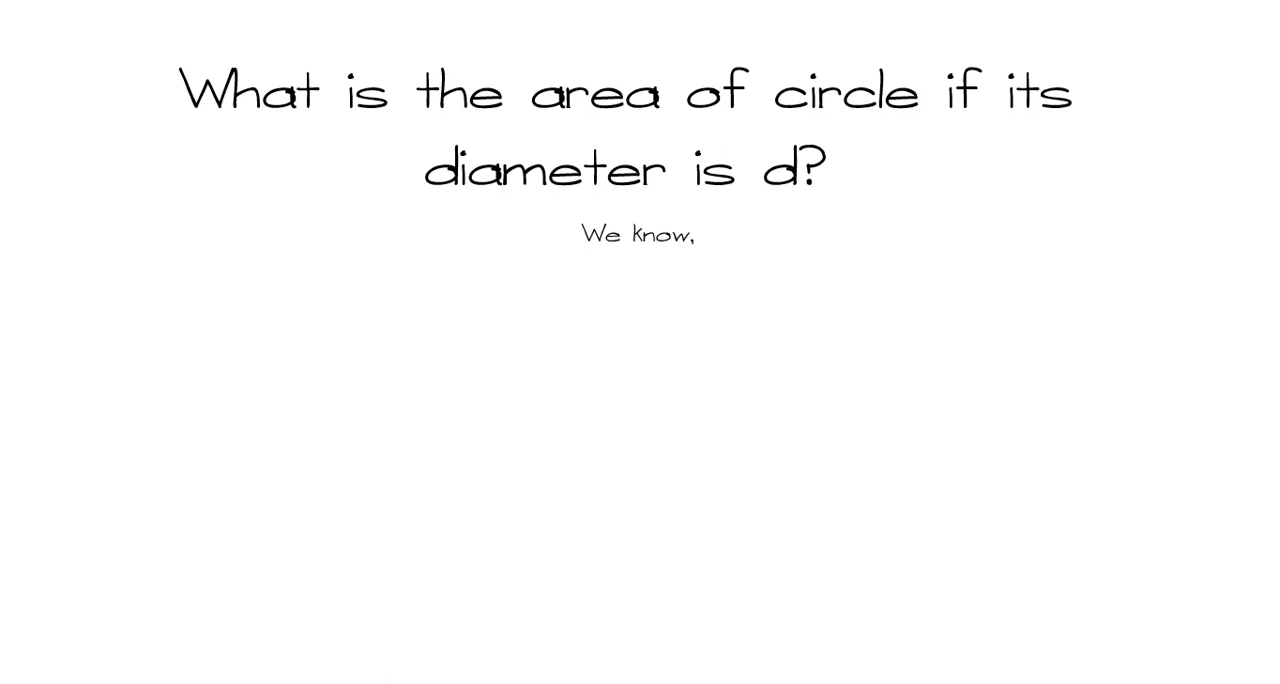 What is the area of circle if its
diameter is d?
We know,